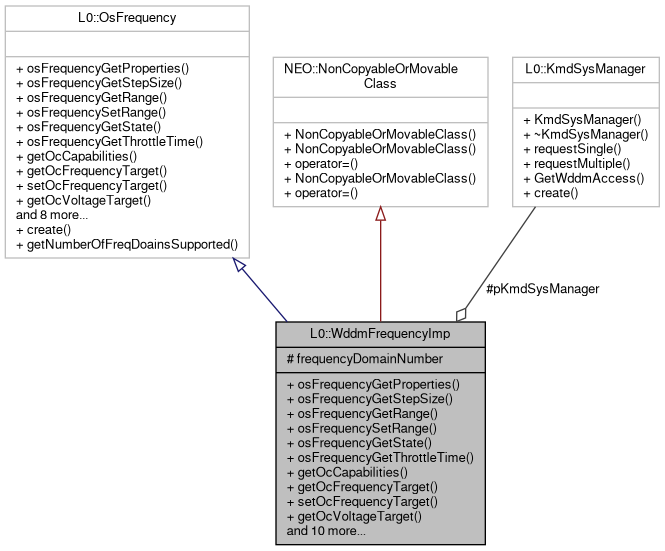 L0::OsFrequency
+ osFrequencyGetProperties()
+ osFrequencyGetStepSize()
+ osFrequencyGetRange()
+ osFrequencySetRange()
+ osFrequencyGetState()
+ osFrequencyGetThrottleTime()
+ getOcCapabilities()
+ getOcFrequencyTarget()
+ setOcFrequencyTarget()
+ getOcVoltageTarget()
and 8 more...
+ create()
+ getNumberOfFreqDoainsSupported()
NEO::NonCopyableOrMovable
Class
+ NonCopyableOrMovableClass()
+ NonCopyableOrMovableClass()
+ operator=()
+ NonCopyableOrMovableClass()
+ operator=()
L0::KmdSysManager
+ KmdSysManager()
+ ~KmdSysManager()
+ requestSingle()
+ requestMultiple()
+ GetWddmAccess()
+ create()
#pKmdSysManager
L0::WddmFrequencyImp
# frequencyDomainNumber
+ osFrequencyGetProperties()
+ osFrequencyGetStepSize()
+ osFrequencyGetRange()
+ osFrequencySetRange()
+ osFrequencyGetState()
+ osFrequencyGetThrottleTime()
+ getOcCapabilities()
+ getOcFrequencyTarget()
+ setOcFrequencyTarget()
+ getOcVoltageTarget()
and 10 more...